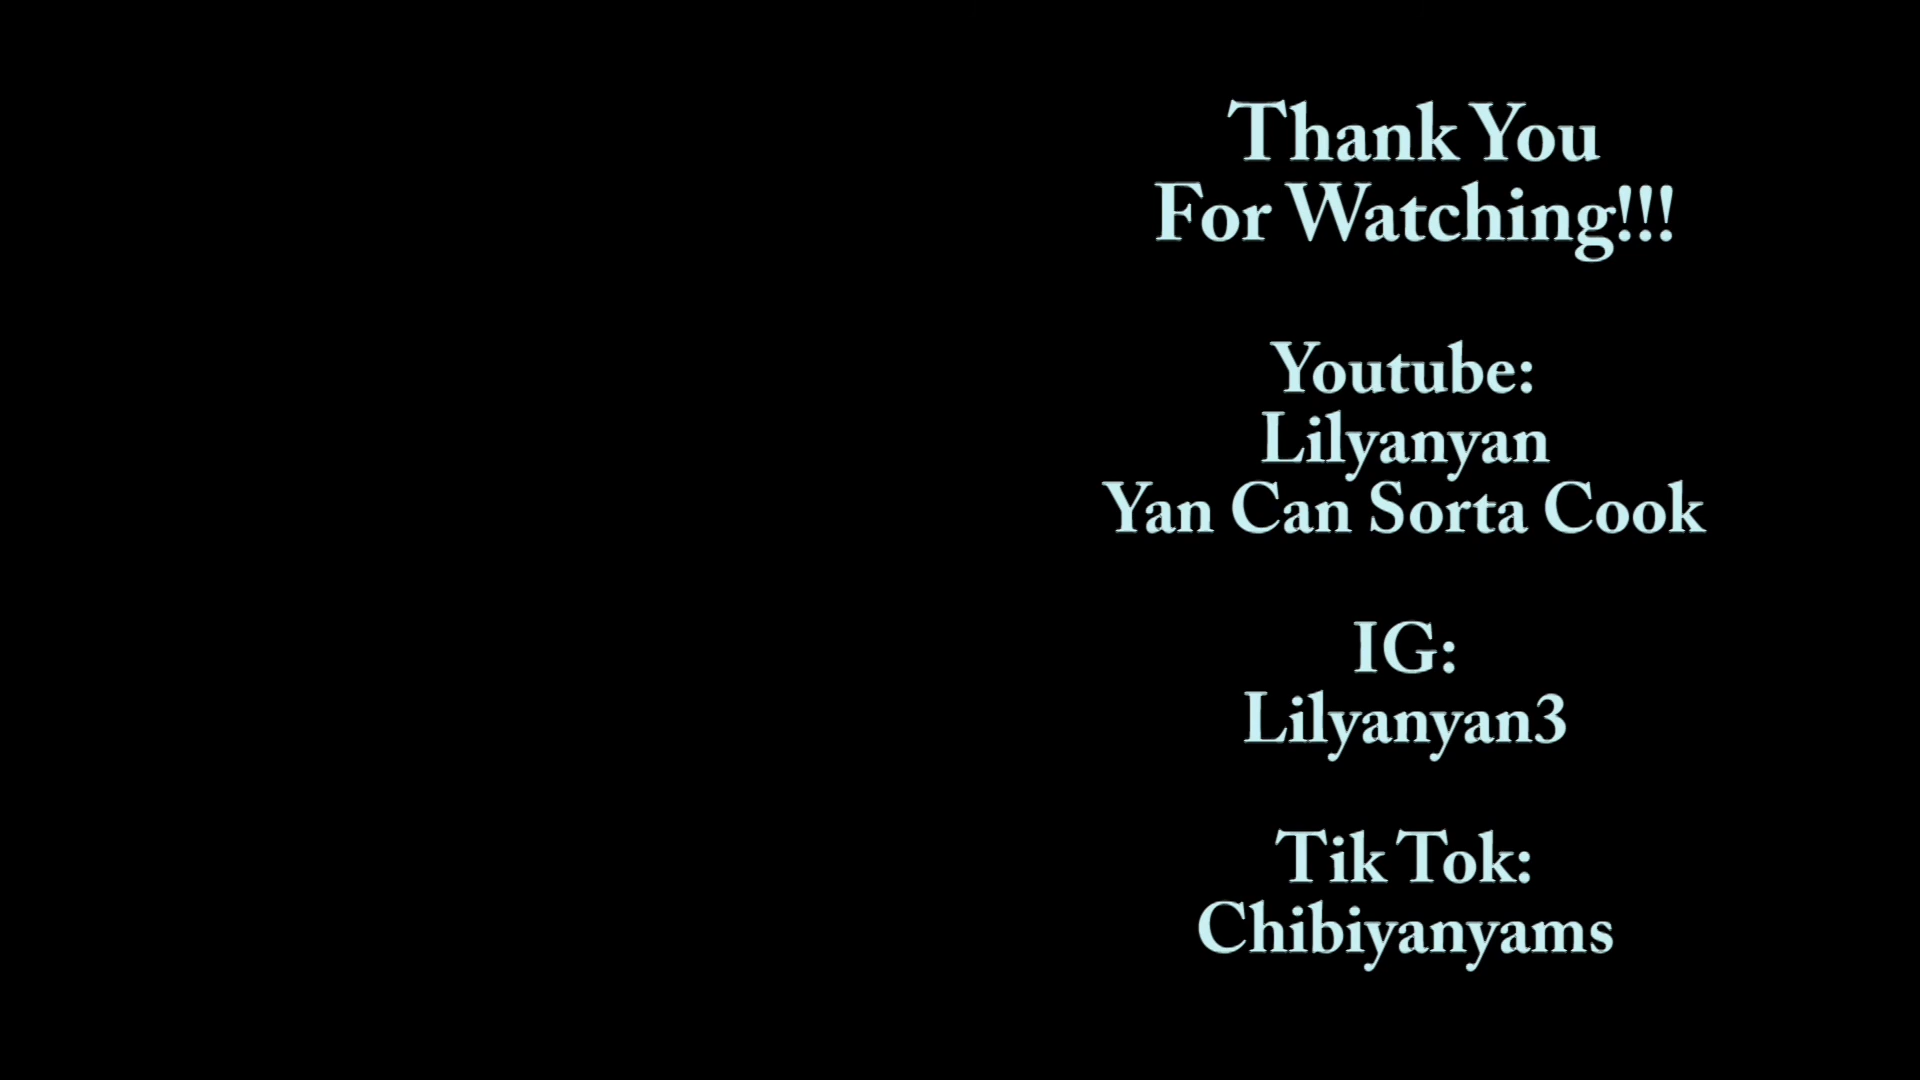 Thank You
For Watching!!!
Youtube:
Lilyanyan
Yan Can Sorta Cook
IG:
Lilyanyan3
Tik Tok:
Chibiyanyams